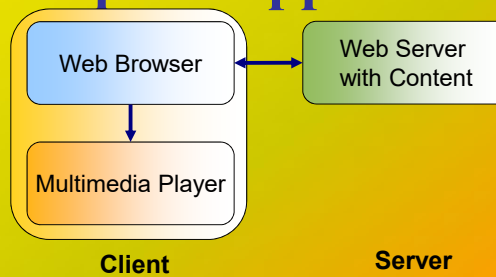 Web Browser
Web Server
with Content
Multimedia Player
Client
Server